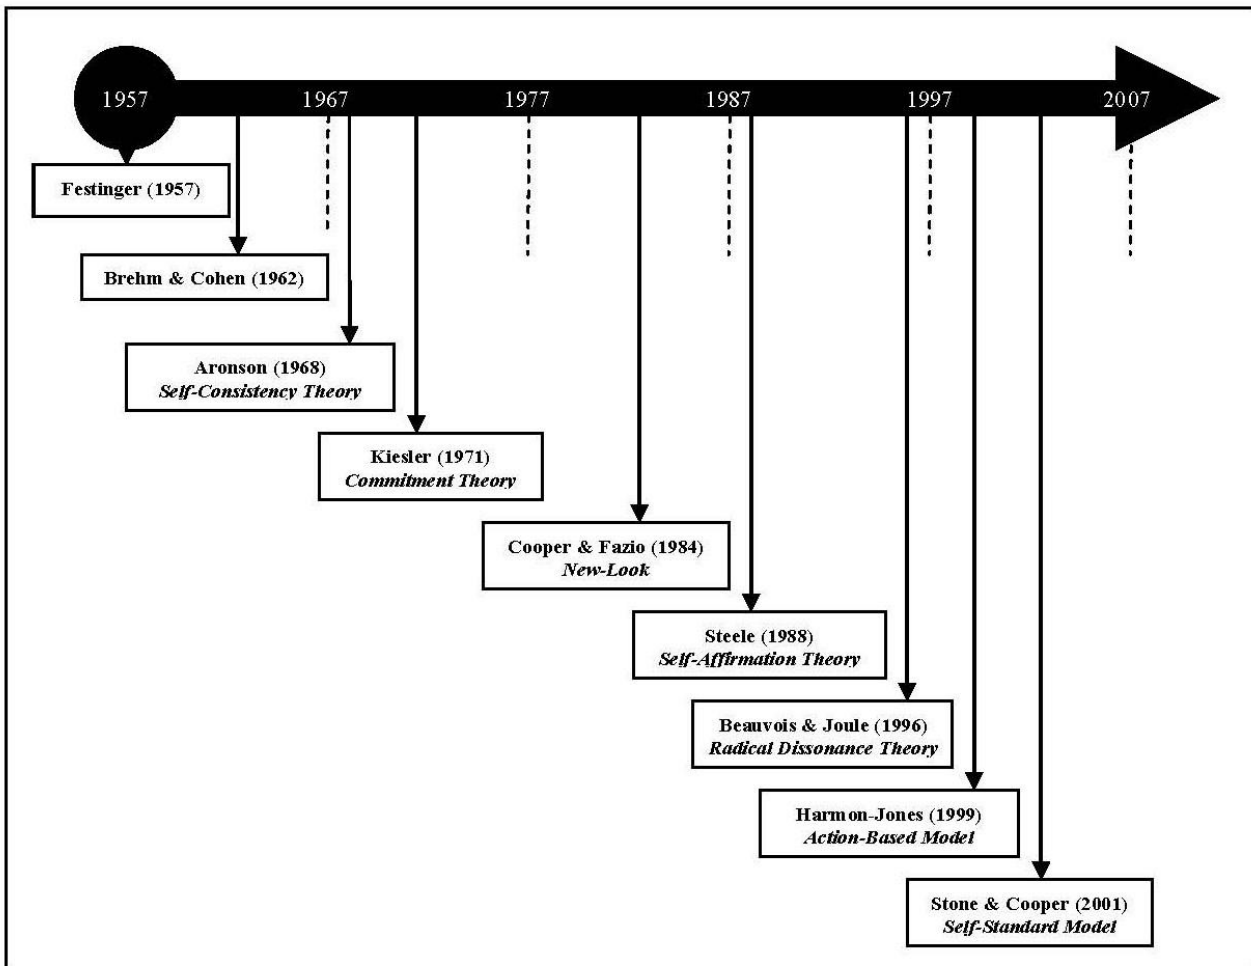 1957 1967 1977 1987 1997 2007
Festinger (1957)
Brehm & Cohen (1962)
Aronson (1968)
Self-Consistency Theory
Kiesler (1971)
Commitment Theory
Cooper & Fazio (1984)
New-Look
Steele (1988)
Self-Affirmation Theory
Beauvois & Joule (1996)
Radical Dissonance Theory
Harmon-Jones (1999)
Action-Based Model
Stone & Cooper (2001)
Self-Standard Model